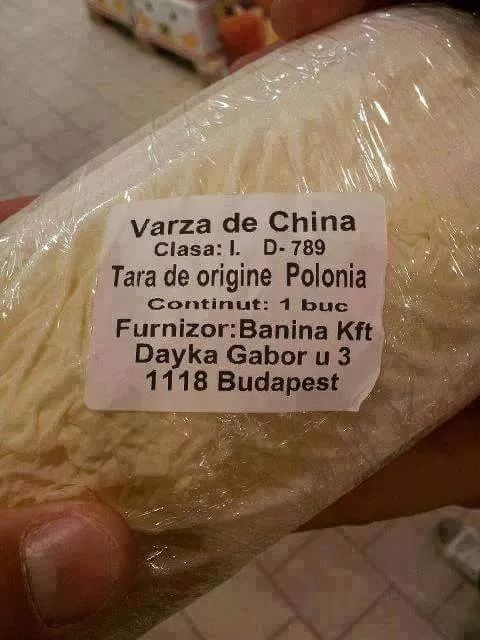 Varza de China
Clasa: I. D- 789
Tara de origine Polonia
Continut: 1 buc
Furnizor:Banina Kft
Dayka Gabor u 3
1118 Budapest